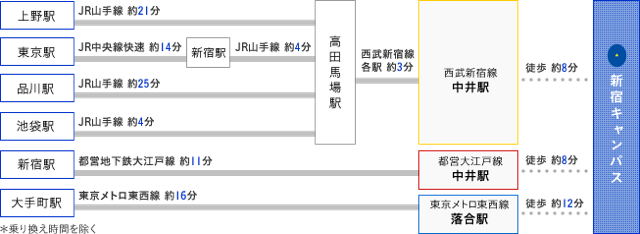 上野駅
JR山手線 約21分
東京駅
JR中央線快速 約14分
新宿駅
JR山手線 約4分
品川駅
JR山手線 約25分
池袋駅
JR山手線 約4分
高田馬場駅
西武新宿線
各駅 約3分
西武新宿線
中井駅
徒歩 約8分
新宿駅
都営地下鉄大江戸線 約11分
都営大江戸線
中井駅
徒歩 約8分
大手町駅
東京メトロ東西線 約16分
東京メトロ東西線
落合駅
徒歩 約12分
新宿キャンパス
＊乗り換え時間を除く